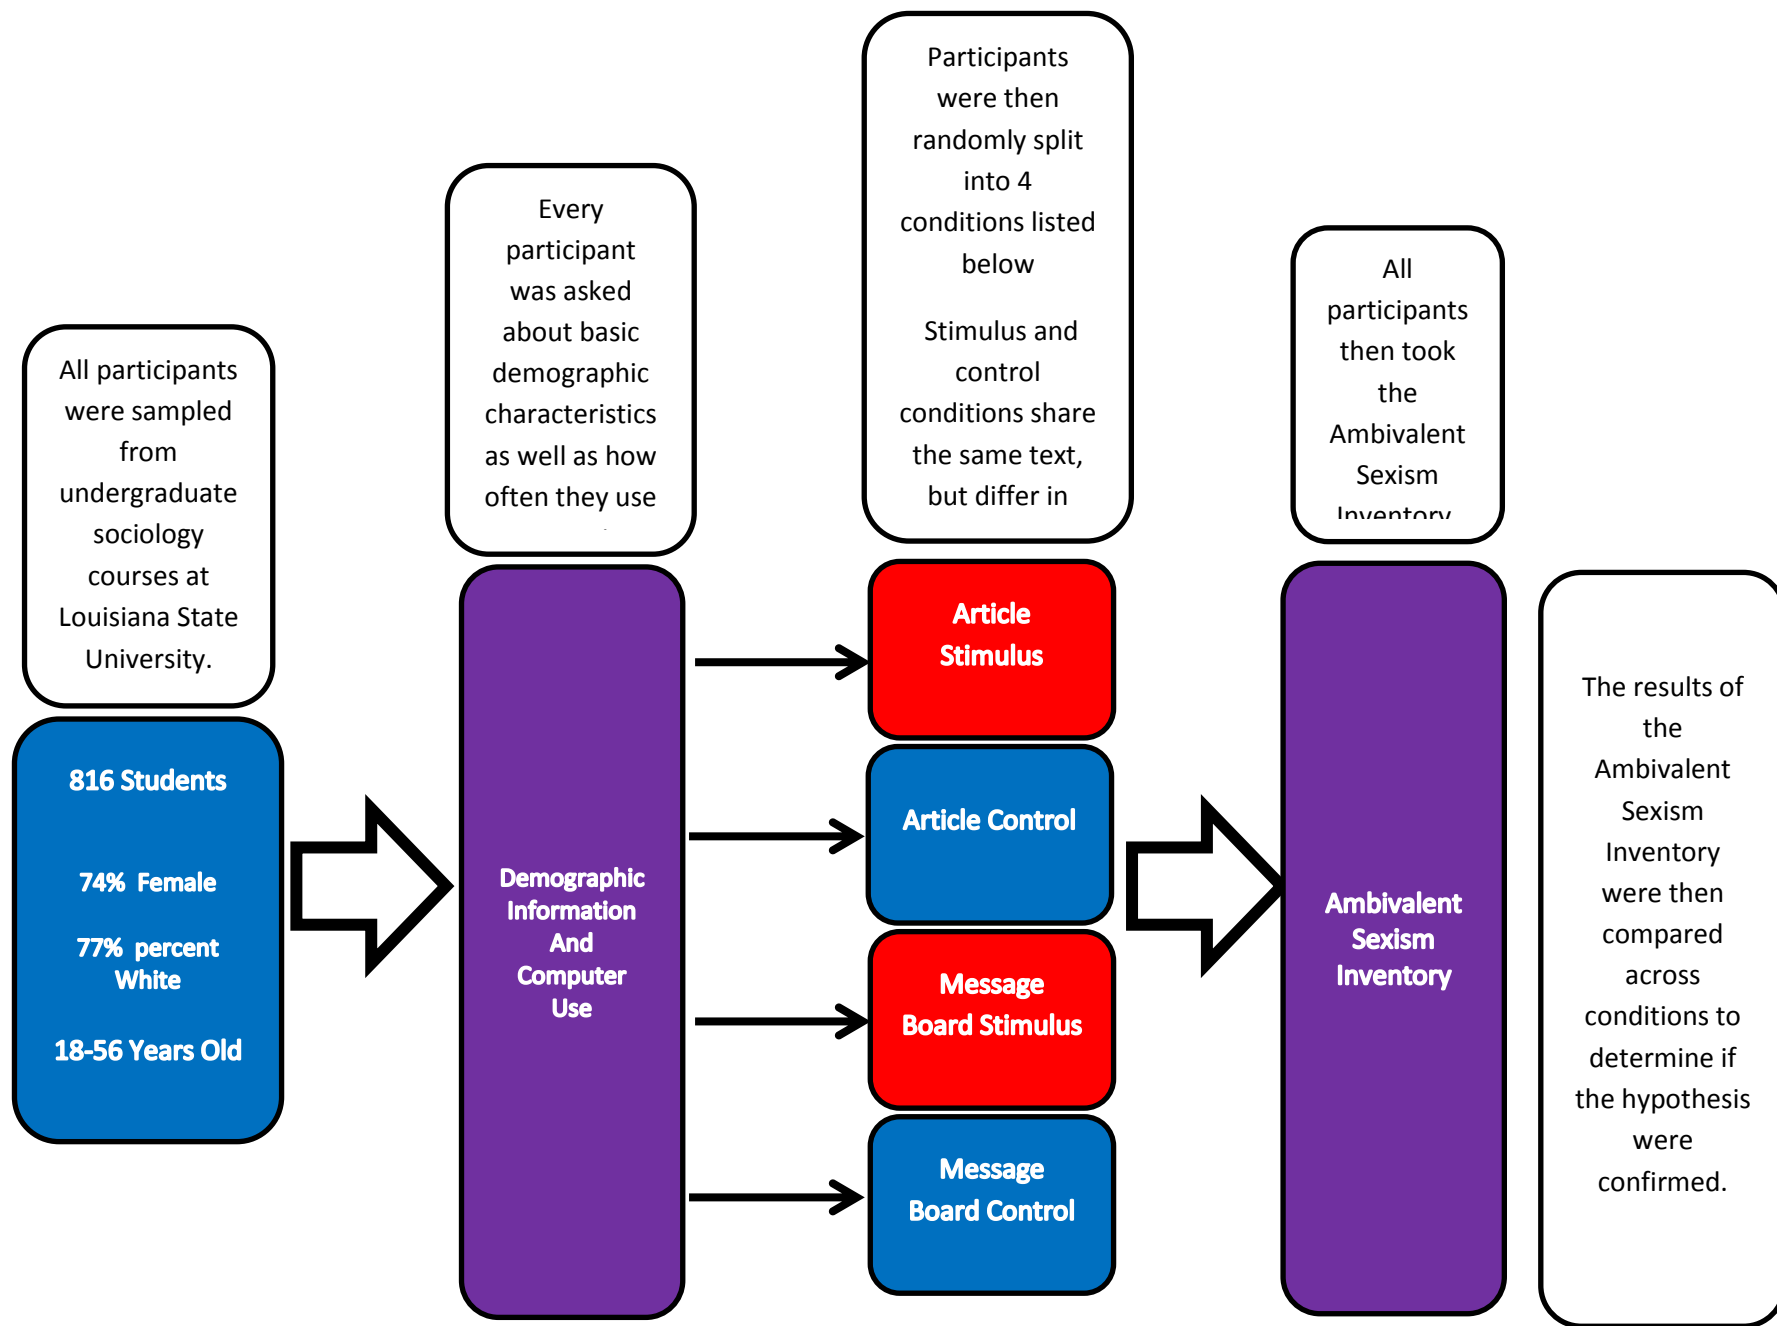 All participants
were sampled
from
undergraduate
sociology
courses at
Louisiana State
University.
816 Students
74% Female
77% percent
White
18-56 Years Old
Every
participant
was asked
about basic
demographic
characteristics
as well as how
often they use
Demographic
Information
And
Computer
Use
Participants
were then
randomly split
into 4
conditions listed
below
Stimulus and
control
conditions share
the same text,
but differ in
Article
Stimulus
Article Control
Message
Board Stimulus
Message
Board Control
All
participants
then took
the
Ambivalent
Sexism
Inventory
Ambivalent
Sexism
Inventory
The results of
the
Ambivalent
Sexism
Inventory
were then
compared
across
conditions to
determine if
the hypothesis
were
confirmed.